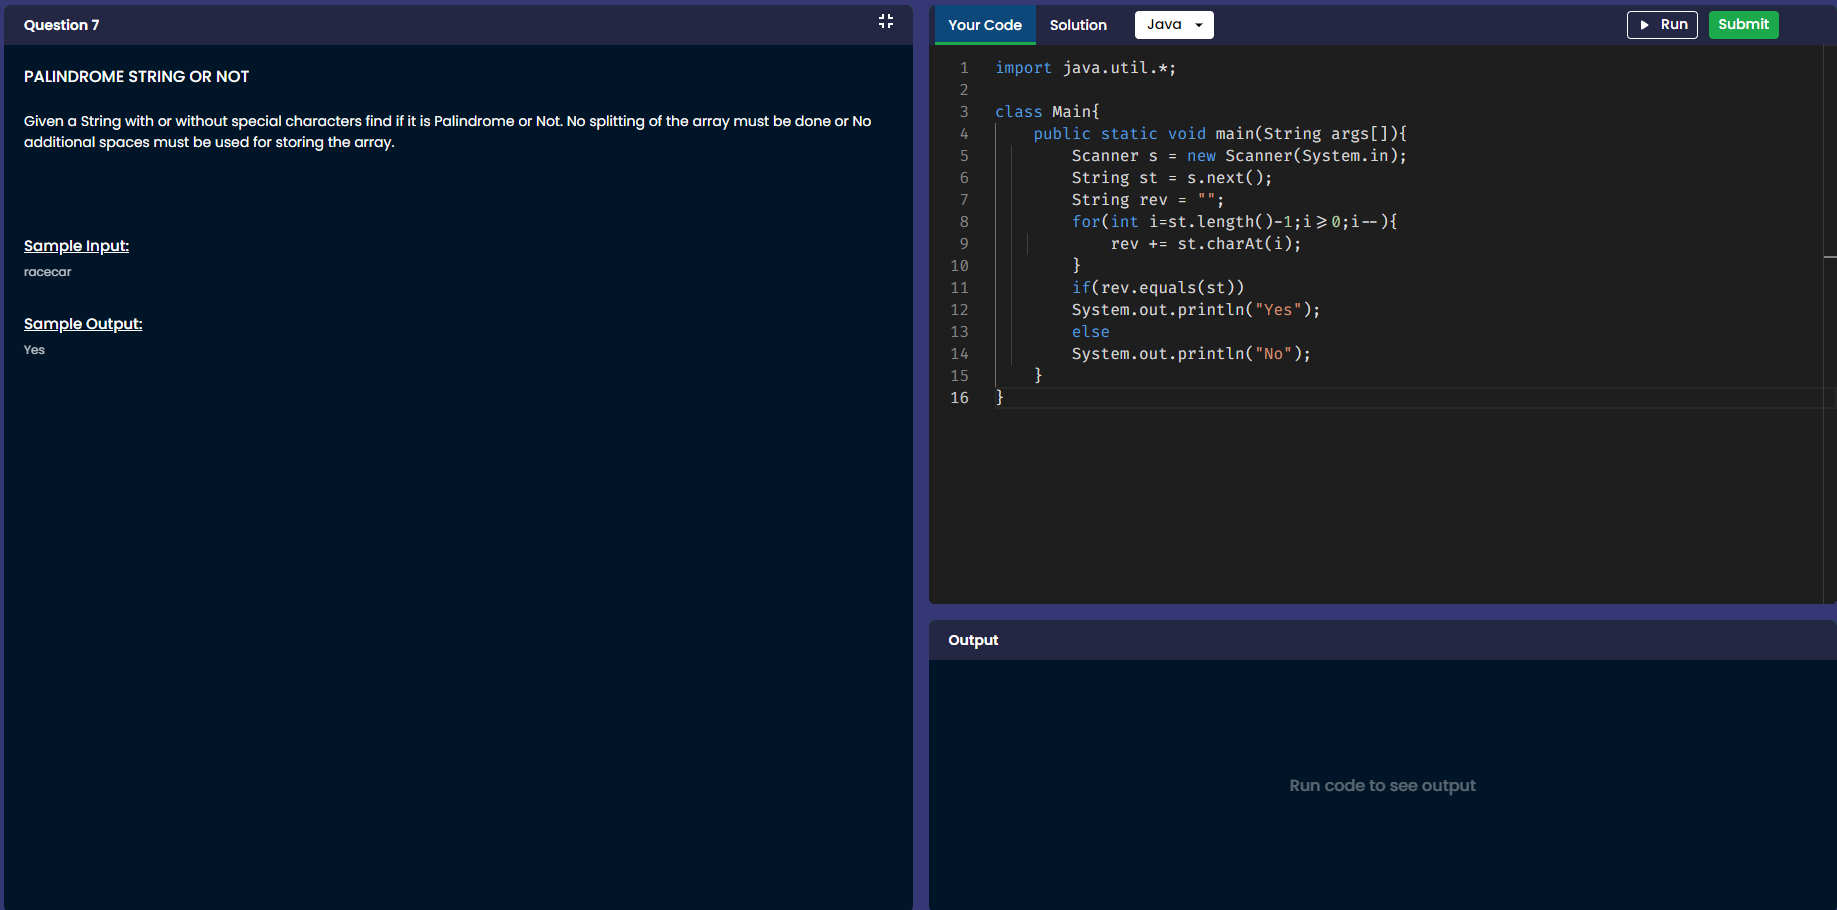 Question 7
PALINDROME STRING OR NOT
Given a String with or without special characters find if it is Palindrome or Not. No splitting of the array must be done or No
additional spaces must be used for storing the array.
Sample Input:
racecar
Sample Output:
Yes
Your Code Solution Java Run Submit
1 import java.util.*;
2
3 class Main{
4     public static void main(String args[]){
5         Scanner s = new Scanner(System.in);
6         String st = s.next();
7         String rev = "";
8         for(int i=st.length()-1;i>=0;i--){
9             rev += st.charAt(i);
10         }
11         if(rev.equals(st))
12         System.out.println("Yes");
13         else
14         System.out.println("No");
15     }
16 }
Output
Run code to see output